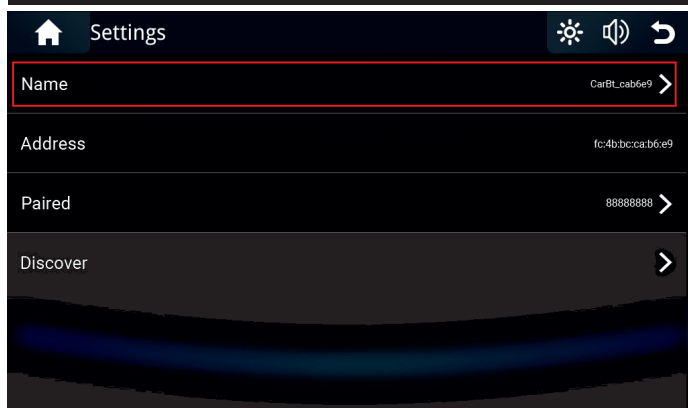 Settings
Name CarBt_cab6e9
Address fc:4b:bc:ca:b6:e9
Paired 88888888
Discover